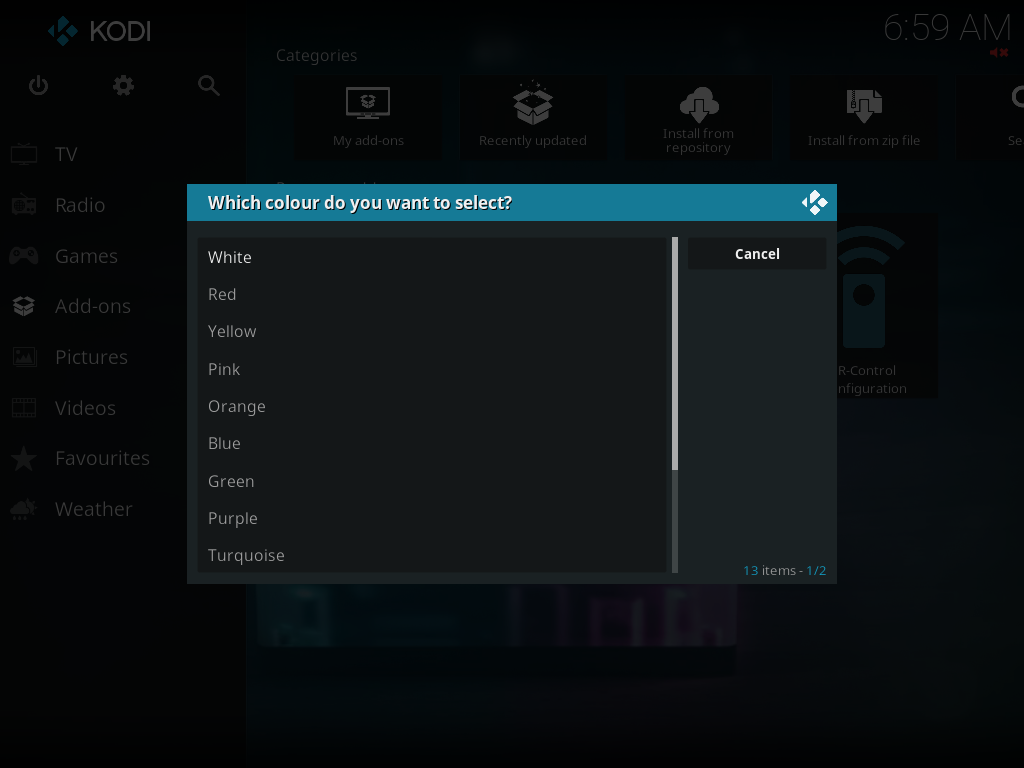 KODI
6:59 AM
Categories
My add-ons
Recently updated
Install from
repository
Install from zip file
Se
TV
Radio
Games
Add-ons
Pictures
Videos
Favourites
Weather
Which colour do you want to select?
White
Red
Yellow
Pink
Orange
Blue
Green
Purple
Turquoise
Cancel
R-Control
nfiguration
13 items - 1/2